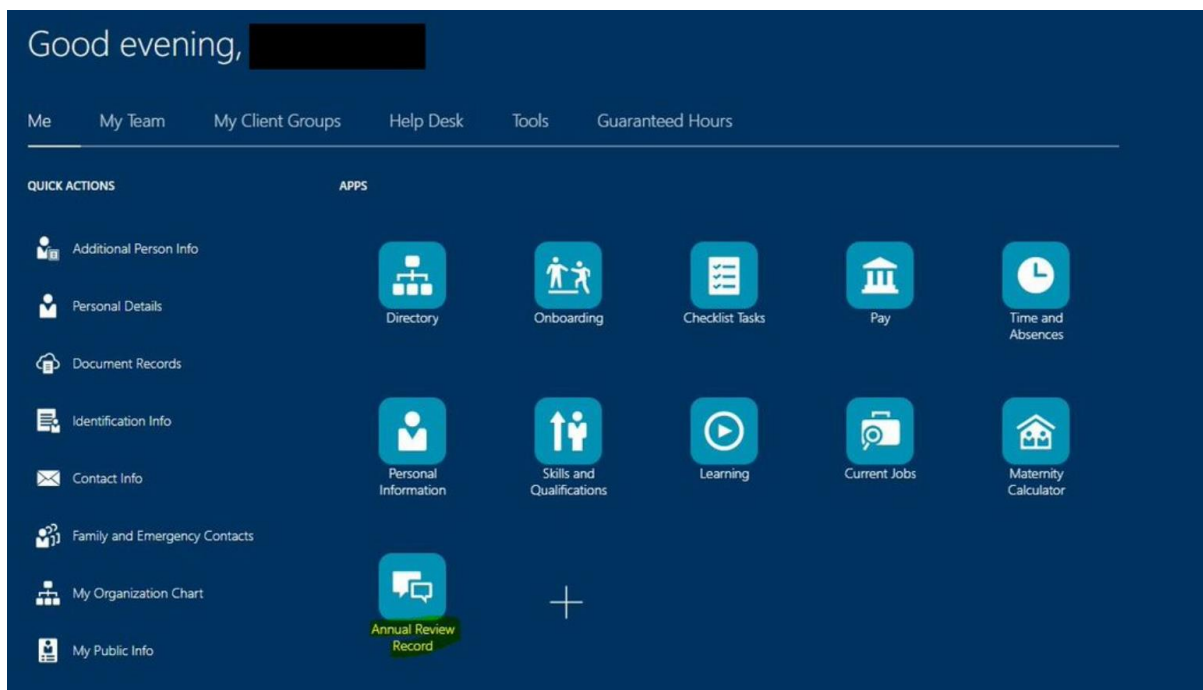 Good evening,
Me My Team My Client Groups Help Desk Tools Guaranteed Hours
QUICK ACTIONS
APPS
Additional Person Info
Personal Details
Document Records
Identification Info
Contact Info
Family and Emergency Contacts
My Organization Chart
My Public Info
Directory
Onboarding
Checklist Tasks
Pay
Time and
Absences
Personal
Information
Skills and
Qualifications
Learning
Current Jobs
Maternity
Calculator
Annual Review
Record